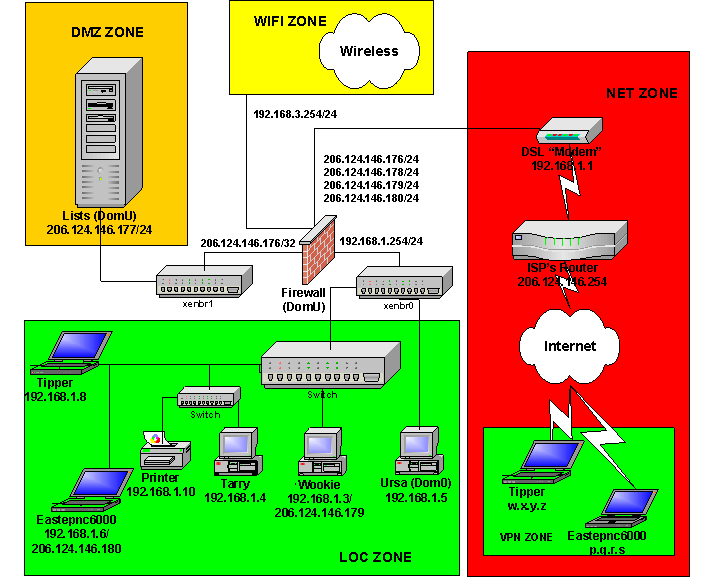 DMZ ZONE
WIFI ZONE
Wireless
NET ZONE
192.168.3.254/24
DSL “Modem”
192.168.1.1
206.124.146.176/24
206.124.146.178/24
206.124.146.179/24
206.124.146.180/24
Lists (DomU)
206.124.146.177/24
206.124.146.176/32
192.168.1.254/24
ISP's Router
206.124.146.254
Firewall
(DomU)
xenbr1
xenbr0
Internet
Tipper
192.168.1.8
Switch
Switch
Printer
192.168.1.10
Tarry
192.168.1.4
Wookie
192.168.1.3/
206.124.146.179
Ursa (Dom0)
192.168.1.5
Eastepnc6000
192.168.1.6/
206.124.146.180
LOC ZONE
Tipper
w.x.y.z
Eastepnc6000
p.q.r.s
VPN ZONE